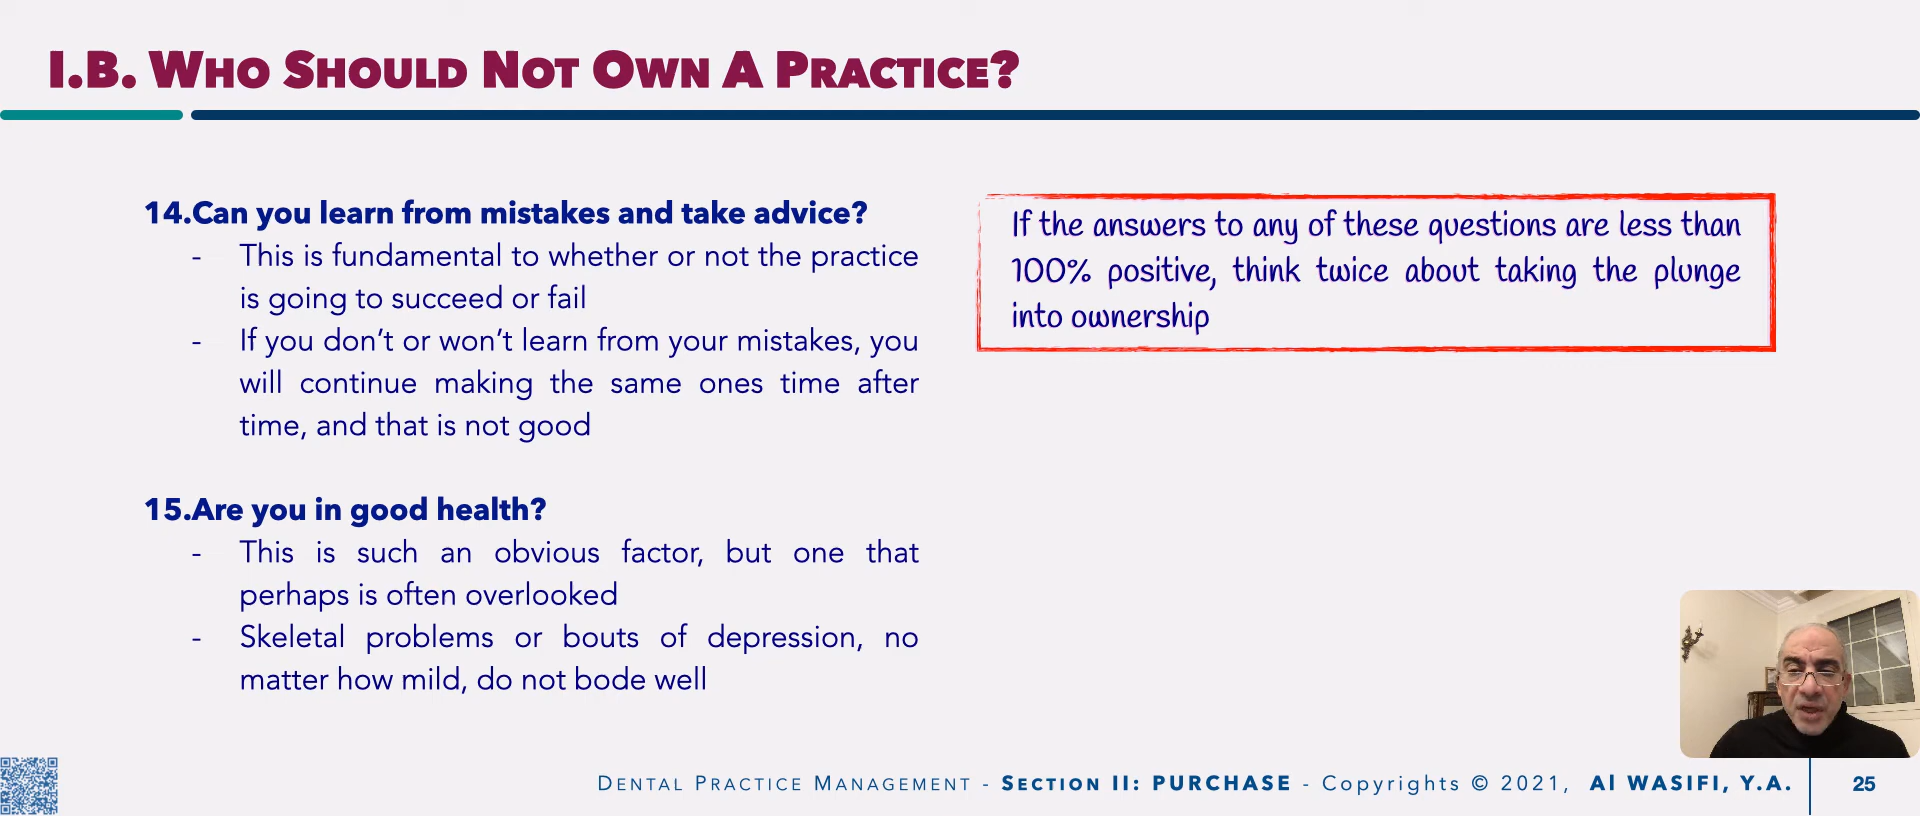 I.B. WHO SHOULD NOT OWN A PRACTICE?
14.Can you learn from mistakes and take advice?
- This is fundamental to whether or not the practice
is going to succeed or fail
- If you don’t or won’t learn from your mistakes, you
will continue making the same ones time after
time, and that is not good
15.Are you in good health?
- This is such an obvious factor, but one that
perhaps is often overlooked
- Skeletal problems or bouts of depression, no
matter how mild, do not bode well
If the answers to any of these questions are less than
100% positive, think twice about taking the plunge
into ownership
DENTAL PRACTICE MANAGEMENT - SECTION II: PURCHASE - Copyrights © 2021, Al WASIFI, Y.A. 25